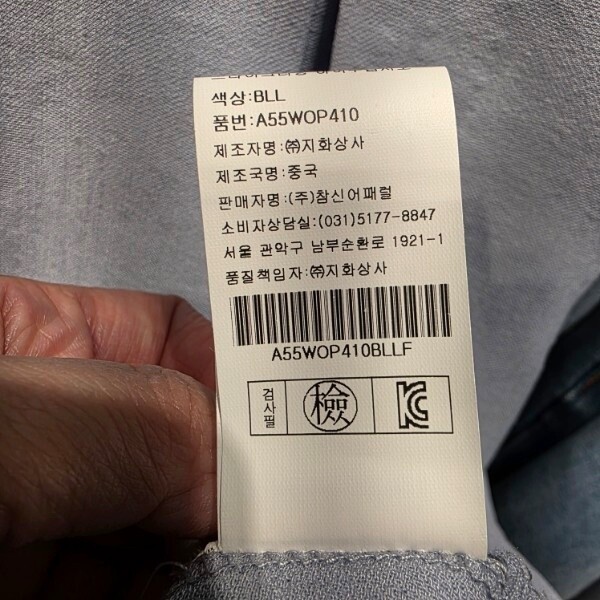 색상:BLL
품번:A55WOP410
제조자명:㈜지화상사
제조국명:중국
판매자명:(주)참신어패럴
소비자상담실:(031)5177-8847
서울 관악구 남부순환로 1921-1
품질책임자:㈜지화상사
A55WOP410BLLF
검사필 檢 KC